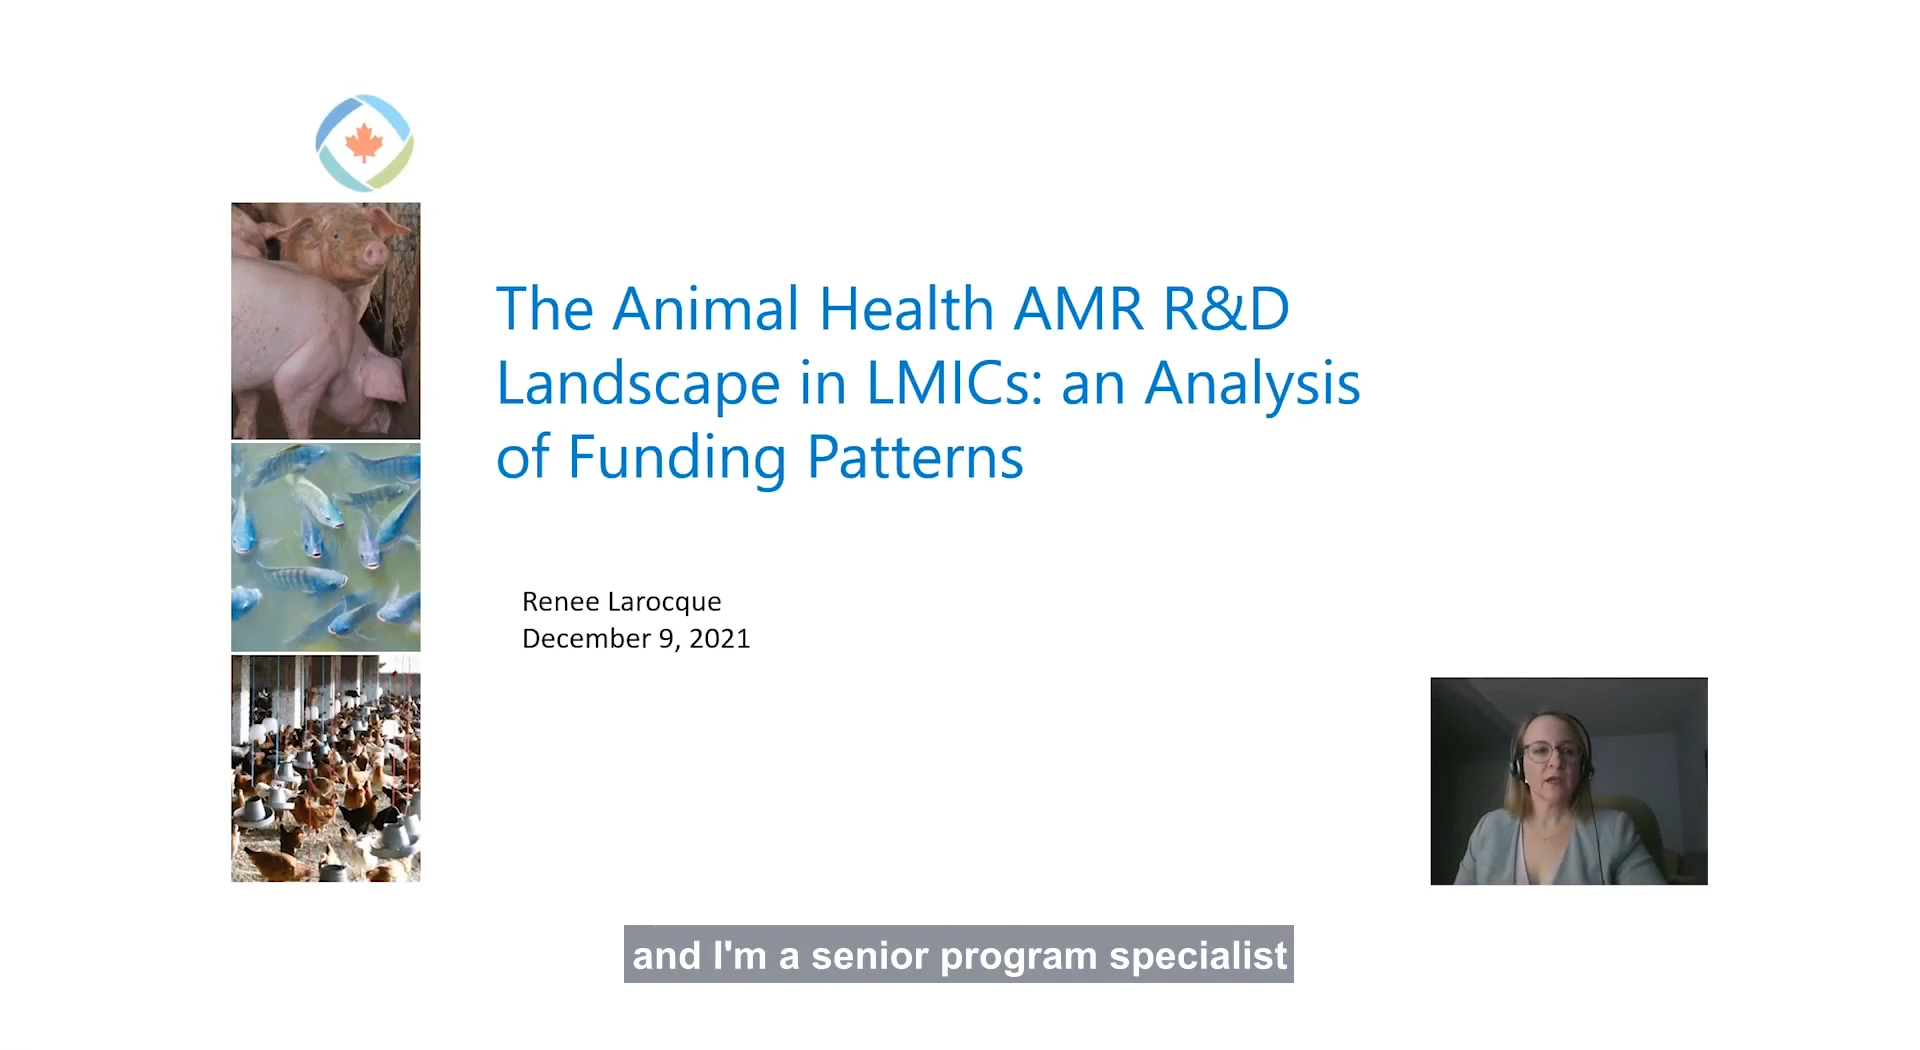 The Animal Health AMR R&D
Landscape in LMICs: an Analysis
of Funding Patterns
Renee Larocque
December 9, 2021
and I'm a senior program specialist